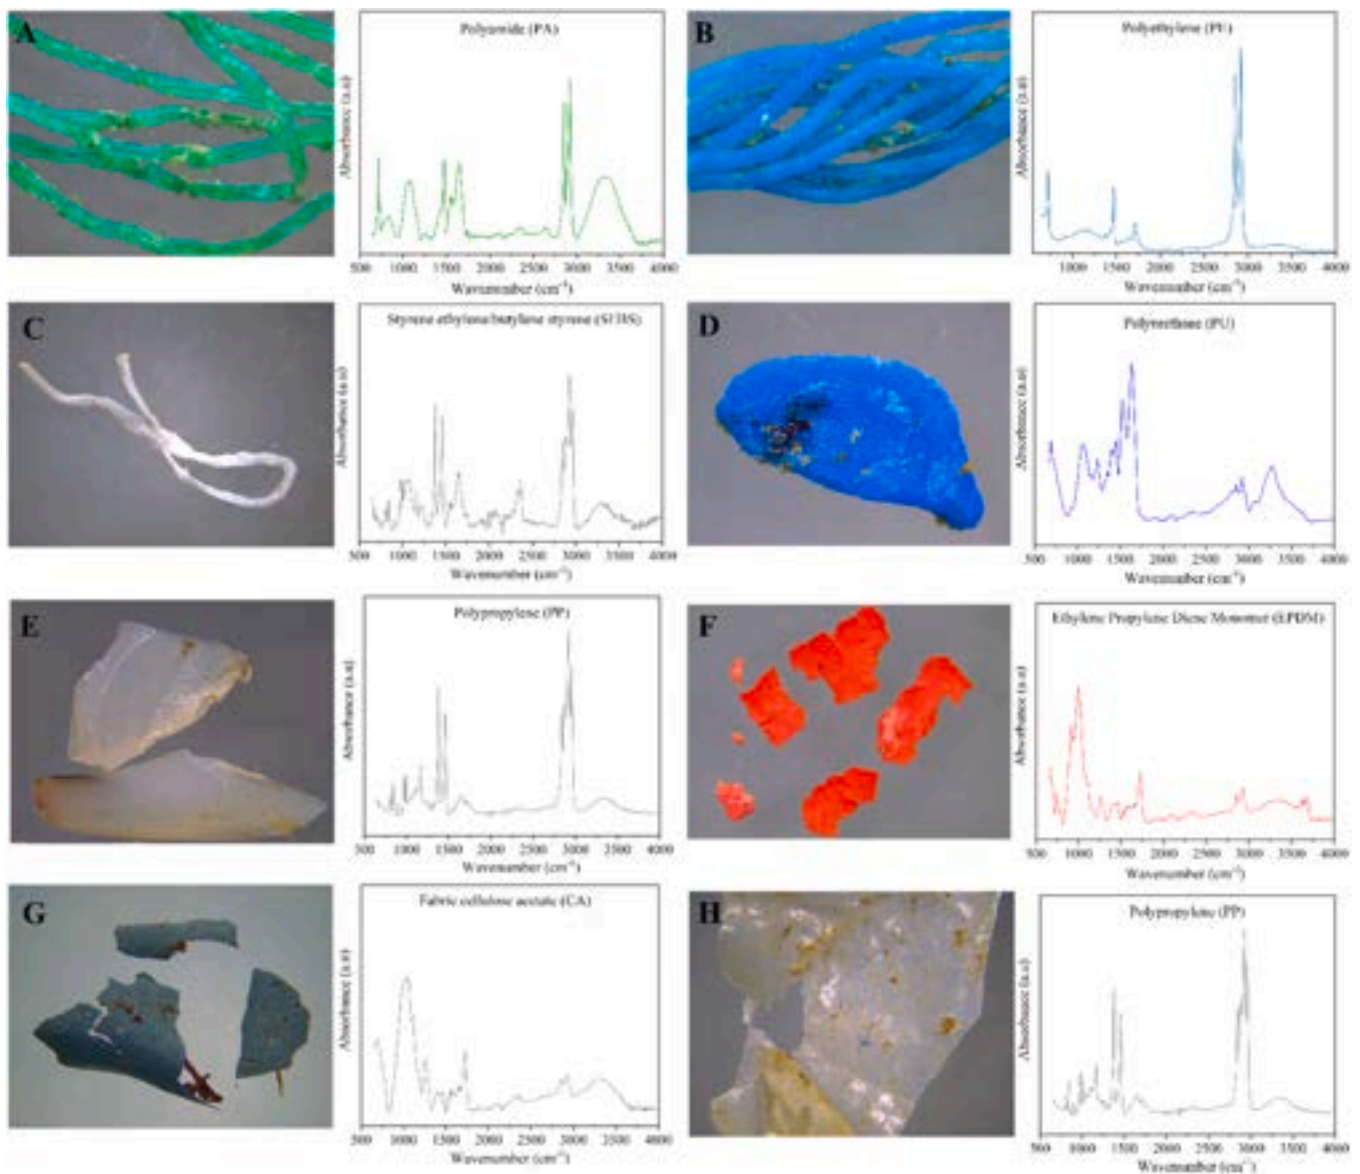 A
Polyamide (PA)
Absorbance (a.u)
500 1000 1500 2000 2500 3000 3500 4000
Wavenumber (cm⁻¹)
B
Polyethylene (PE)
Absorbance (a.u)
1000 1500 2000 2500 3000 3500 4000
Wavenumber (cm⁻¹)
C
Styrene ethylene/butylene styrene (SEBS)
Absorbance (a.u)
500 1000 1500 2000 2500 3000 3500 4000
Wavenumber (cm⁻¹)
D
Polyurethane (PU)
Absorbance (a.u)
500 1000 1500 2000 2500 3000 3500 4000
Wavenumber (cm⁻¹)
E
Polypropylene (PP)
Absorbance (a.u)
500 1000 1500 2000 2500 3000 3500 4000
Wavenumber (cm⁻¹)
F
Ethylene Propylene Diene Monomer (EPDM)
Absorbance (a.u)
500 1000 1500 2000 2500 3000 3500 4000
Wavenumber (cm⁻¹)
G
Fabric cellulose acetate (CA)
Absorbance (a.u)
500 1000 1500 2000 2500 3000 3500 4000
Wavenumber (cm⁻¹)
H
Polypropylene (PP)
Absorbance (a.u)
500 1000 1500 2000 2500 3000 3500 4000
Wavenumber (cm⁻¹)